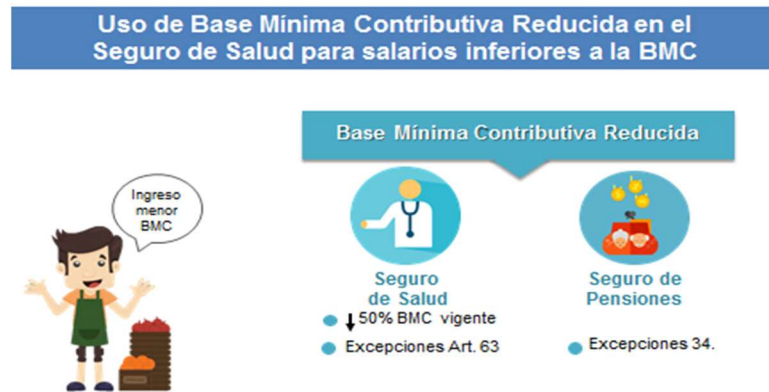 Uso de Base Mínima Contributiva Reducida en el
Seguro de Salud para salarios inferiores a la BMC
Base Mínima Contributiva Reducida
Ingreso
menor
BMC
Seguro
de Salud
50% BMC vigente
Excepciones Art. 63
Seguro de
Pensiones
Excepciones 34.